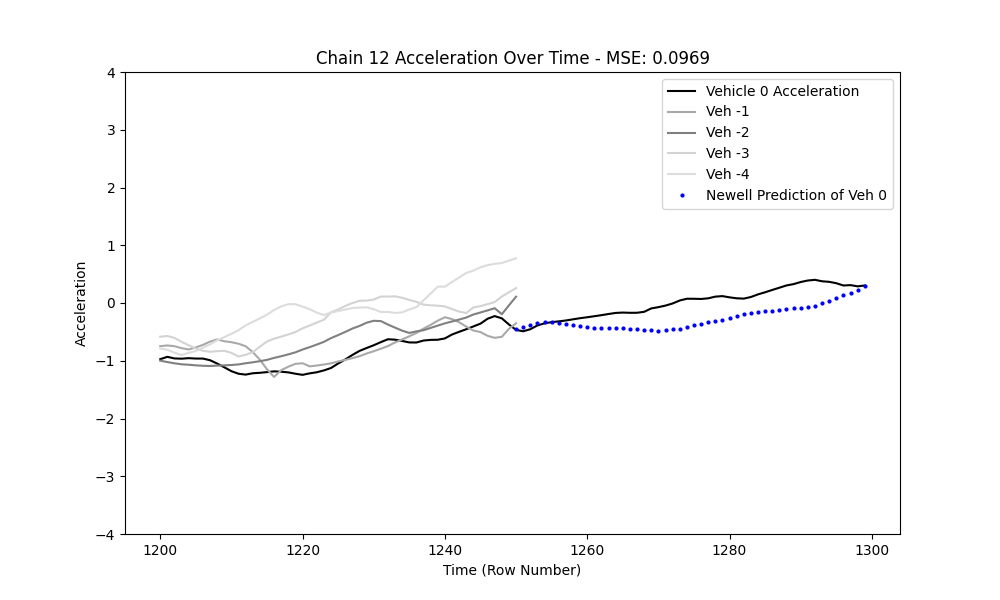 Chain 12 Acceleration Over Time - MSE: 0.0969
Vehicle 0 Acceleration
Veh -1
Veh -2
Veh -3
Veh -4
Newell Prediction of Veh 0
Acceleration
4
3
2
1
0
−1
−2
−3
−4
1200 1220 1240 1260 1280 1300
Time (Row Number)